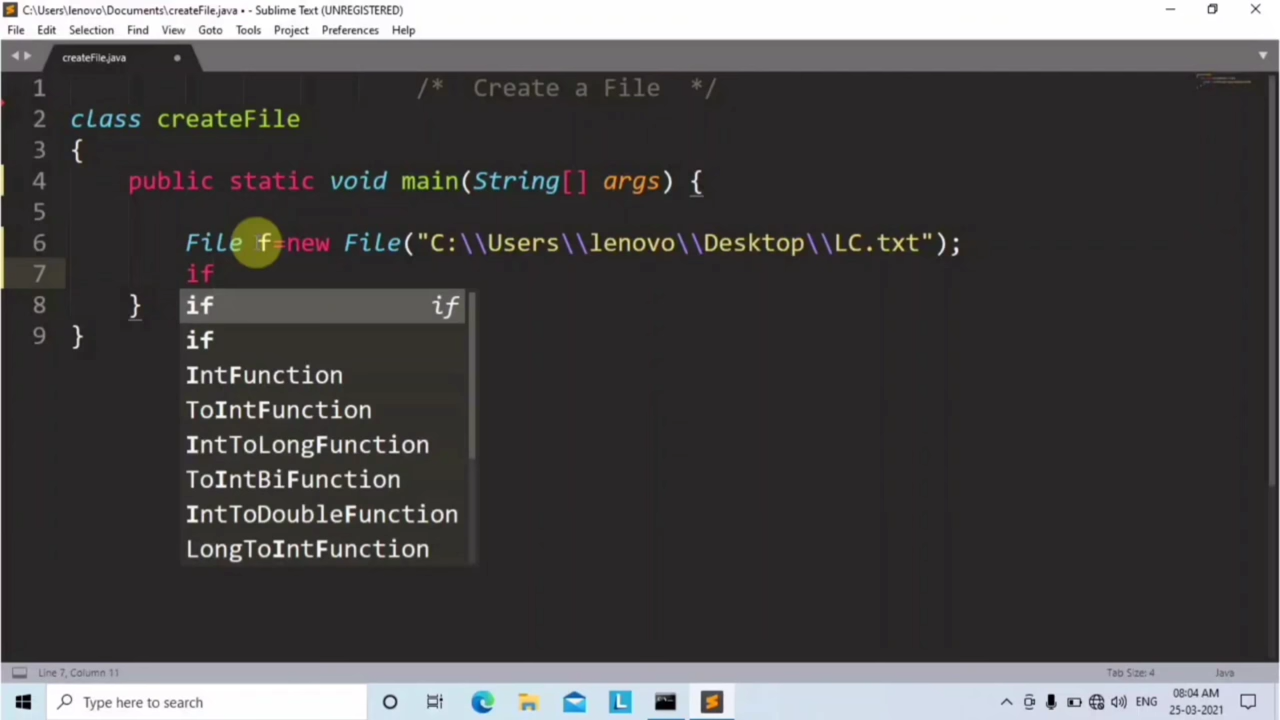 C:\Users\lenovo\Documents\createFile.java • - Sublime Text (UNREGISTERED)
File Edit Selection Find View Goto Tools Project Preferences Help
createFile.java
1 /* Create a File */
2 class createFile
3 {
4 public static void main(String[] args) {
5
6 File f=new File("C:\\Users\\lenovo\\Desktop\\LC.txt");
7 if
8 }
9 }
if if
if
IntFunction
ToIntFunction
IntToLongFunction
ToIntBiFunction
IntToDoubleFunction
LongToIntFunction
Line 7, Column 11 Tab Size: 4 Java
Type here to search L ENG 08:04 AM
25-03-2021